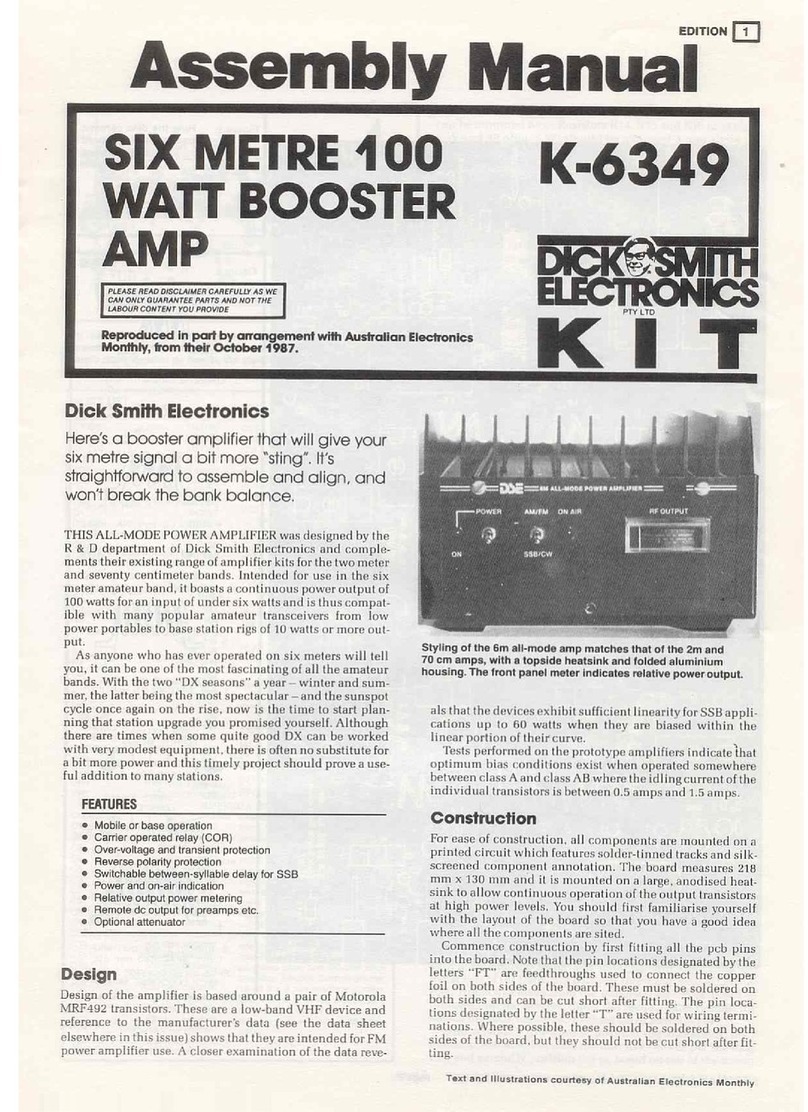 EDITION 1
Assembly Manual
SIX METRE 100
WATT BOOSTER
AMP
K-6349
PLEASE READ DISCLAIMER CAREFULLY AS WE
CAN ONLY GUARANTEE PARTS AND NOT THE
LABOUR CONTENT YOU PROVIDE
Reproduced in part by arrangement with Australian Electronics
Monthly, from their October 1987.
DICK SMITH
ELECTRONICS
PTY LTD
KIT
Dick Smith Electronics
Here's a booster amplifier that will give your
six metre signal a bit more "sting". It's
straightforward to assemble and align, and
won't break the bank balance.
THIS ALL-MODE POWER AMPLIFIER was designed by the
R & D department of Dick Smith Electronics and comple-
ments their existing range of amplifier kits for the two meter
and seventy centimeter bands. Intended for use in the six
meter amateur band, it boasts a continuous power output of
100 watts for an input of under six watts and is thus compat-
ible with many popular amateur transceivers from low
power portables to base station rigs of 10 watts or more out-
put.
As anyone who has ever operated on six meters will tell
you, it can be one of the most fascinating of all the amateur
bands. With the two "DX seasons" a year – winter and sum-
mer, the latter being the most spectacular – and the sunspot
cycle once again on the rise, now is the time to start plan-
ning that station upgrade you promised yourself. Although
there are times when some quite good DX can be worked
with very modest equipment, there is often no substitute for
a bit more power and this timely project should prove a use-
ful addition to many stations.
FEATURES
• Mobile or base operation
• Carrier operated relay (COR)
• Over-voltage and transient protection
• Reverse polarity protection
• Switchable between-syllable delay for SSB
• Power and on-air indication
• Relative output power metering
• Remote dc output for preamps etc.
• Optional attenuator
Design
Design of the amplifier is based around a pair of Motorola
MRF492 transistors. These are a low-band VHF device and
reference to the manufacturer's data (see the data sheet
elsewhere in this issue) shows that they are intended for FM
power amplifier use. A closer examination of the data reve-
DSE 6M ALL-MODE POWER AMPLIFIER
POWER
AM/FM
ON AIR
RF OUTPUT
ON
SSB/CW
Styling of the 6m all-mode amp matches that of the 2m and
70 cm amps, with a topside heatsink and folded aluminium
housing. The front panel meter indicates relative power output.
als that the devices exhibit sufficient linearity for SSB appli-
cations up to 60 watts when they are biased within the
linear portion of their curve.
Tests performed on the prototype amplifiers indicate that
optimum bias conditions exist when operated somewhere
between class A and class AB where the idling current of the
individual transistors is between 0.5 amps and 1.5 amps.
Construction
For ease of construction, all components are mounted on a
printed circuit which features solder-tinned tracks and silk-
screened component annotation. The board measures 218
mm x 130 mm and it is mounted on a large, anodised heat-
sink to allow continuous operation of the output transistors
at high power levels. You should first familiarise yourself
with the layout of the board so that you have a good idea
where all the components are sited.
Commence construction by first fitting all the pcb pins
into the board. Note that the pin locations designated by the
letters "FT" are feedthroughs used to connect the copper
foil on both sides of the board. These must be soldered on
both sides and can be cut short after fitting. The pin loca-
tions designated by the letter "T" are used for wiring termi-
nations. Where possible, these should be soldered on both
sides of the board, but they should not be cut short after fit-
ting.
Text and Illustrations courtesy of Australian Electronics Monthly